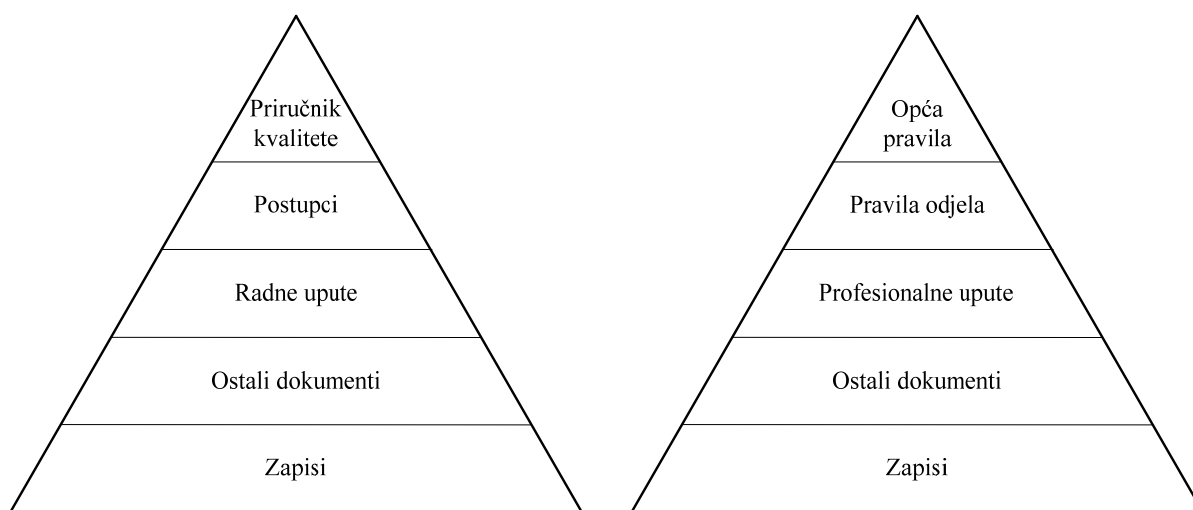 Priručnik
kvalitete
Postupci
Radne upute
Ostali dokumenti
Zapisi
Opća
pravila
Pravila odjela
Profesionalne upute
Ostali dokumenti
Zapisi